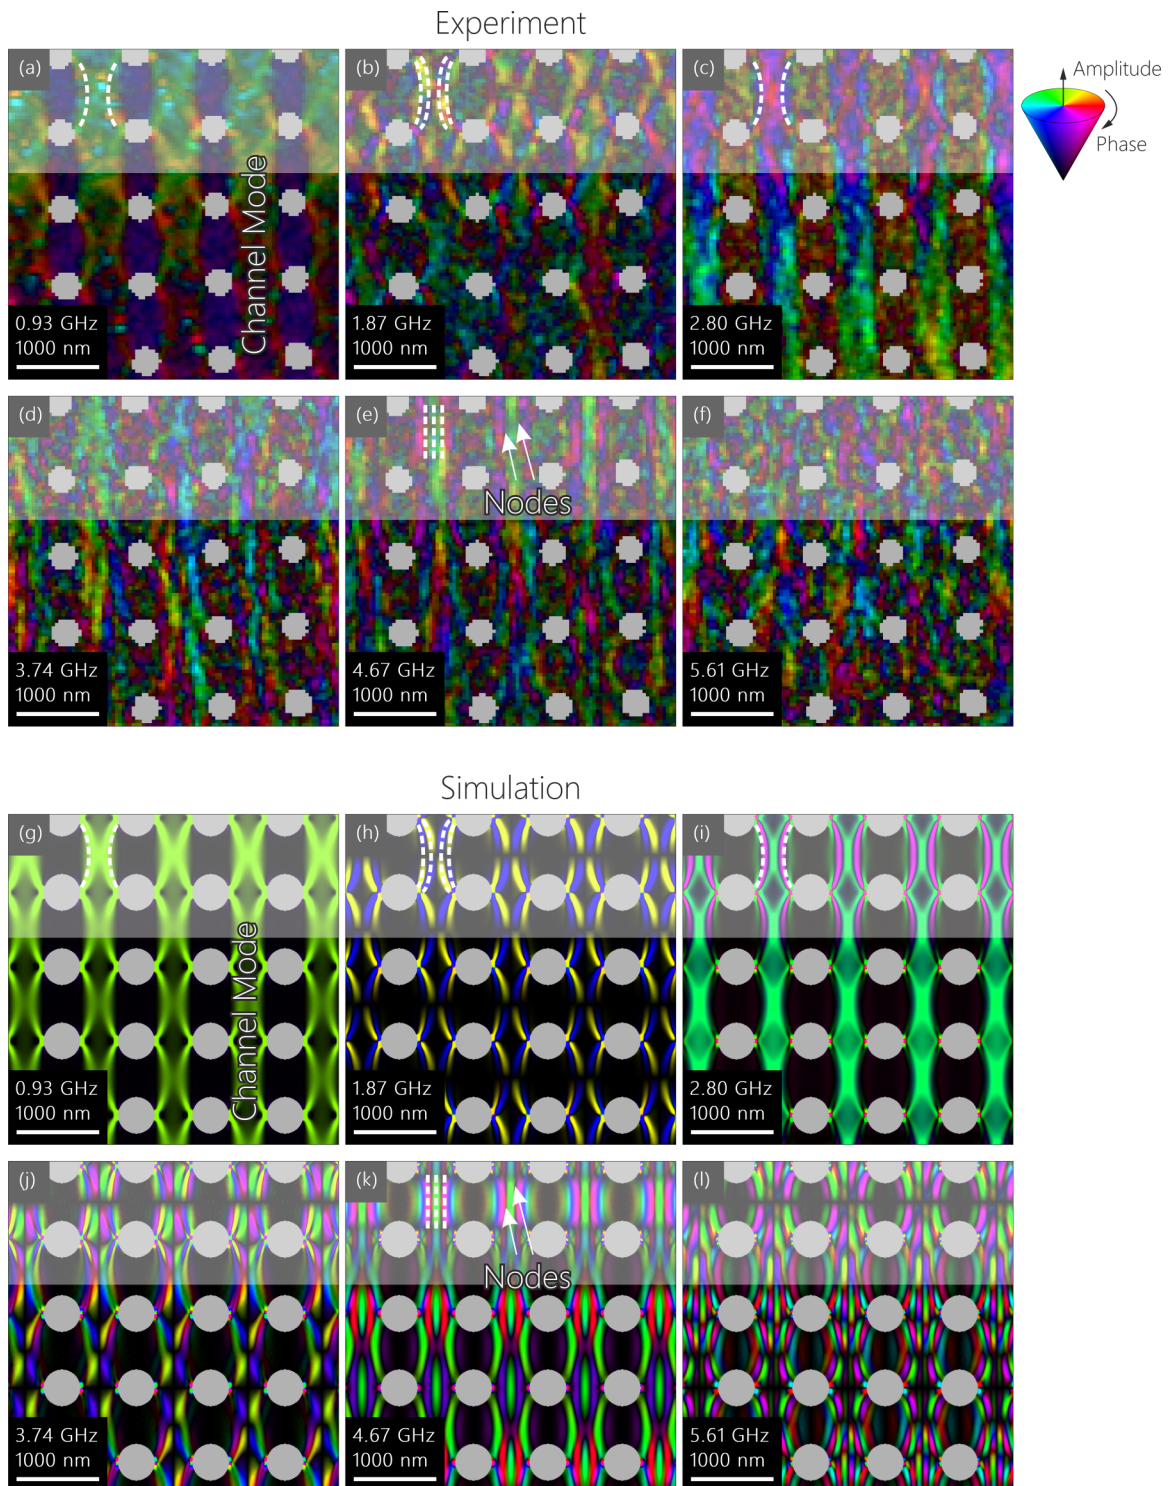 Experiment
(a)
Channel Mode
0.93 GHz
1000 nm
(b)
1.87 GHz
1000 nm
(c)
2.80 GHz
1000 nm
Amplitude
Phase
(d)
3.74 GHz
1000 nm
(e)
Nodes
4.67 GHz
1000 nm
(f)
5.61 GHz
1000 nm
Simulation
(g)
Channel Mode
0.93 GHz
1000 nm
(h)
1.87 GHz
1000 nm
(i)
2.80 GHz
1000 nm
(j)
3.74 GHz
1000 nm
(k)
Nodes
4.67 GHz
1000 nm
(l)
5.61 GHz
1000 nm